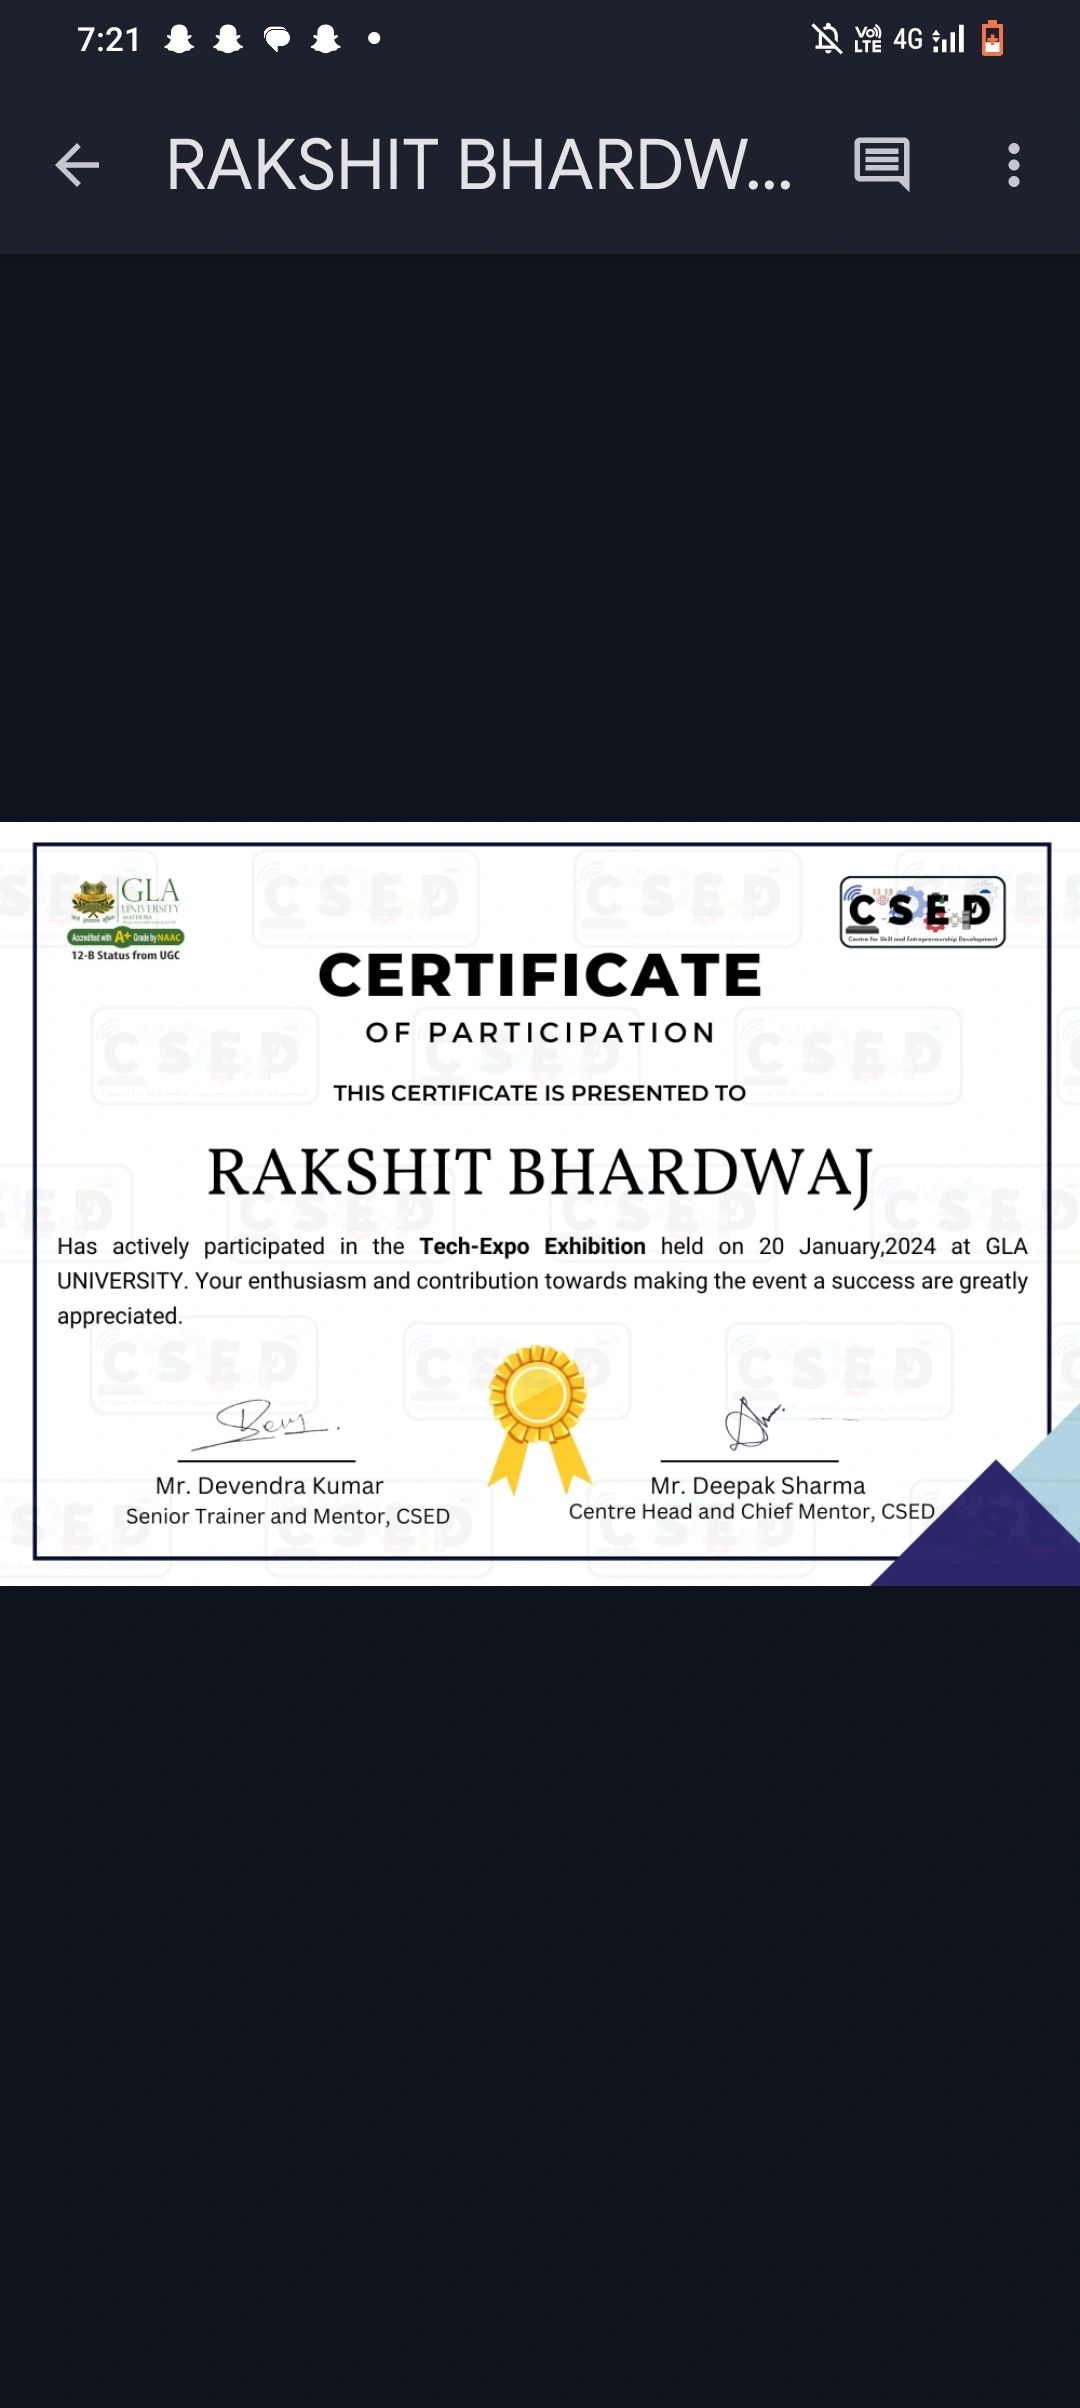 7:21
Vo)) LTE 4G
RAKSHIT BHARDW...
GLA
UNIVERSITY
MATHURA
Accredited with A+ Grade by NAAC
12-B Status from UGC
CSED
Centre for Skill and Entrepreneurship Development
CERTIFICATE
OF PARTICIPATION
THIS CERTIFICATE IS PRESENTED TO
RAKSHIT BHARDWAJ
Has actively participated in the Tech-Expo Exhibition held on 20 January,2024 at GLA
UNIVERSITY. Your enthusiasm and contribution towards making the event a success are greatly
appreciated.
Mr. Devendra Kumar
Senior Trainer and Mentor, CSED
Mr. Deepak Sharma
Centre Head and Chief Mentor, CSED